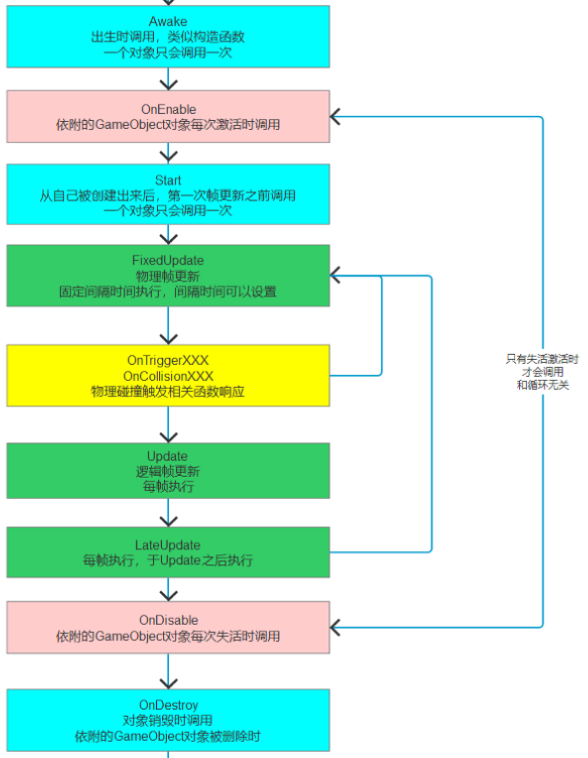 Awake
出生时调用，类似构造函数
一个对象只会调用一次
OnEnable
依附的GameObject对象每次激活时调用
Start
从自己被创建出来后，第一次帧更新之前调用
一个对象只会调用一次
FixedUpdate
物理帧更新
固定间隔时间执行，间隔时间可以设置
OnTriggerXXX
OnCollisionXXX
物理碰撞触发相关函数响应
只有失活激活时
才会调用
和循环无关
Update
逻辑帧更新
每帧执行
LateUpdate
每帧执行，于Update之后执行
OnDisable
依附的GameObject对象每次失活时调用
OnDestroy
对象销毁时调用
依附的GameObject对象被删除时